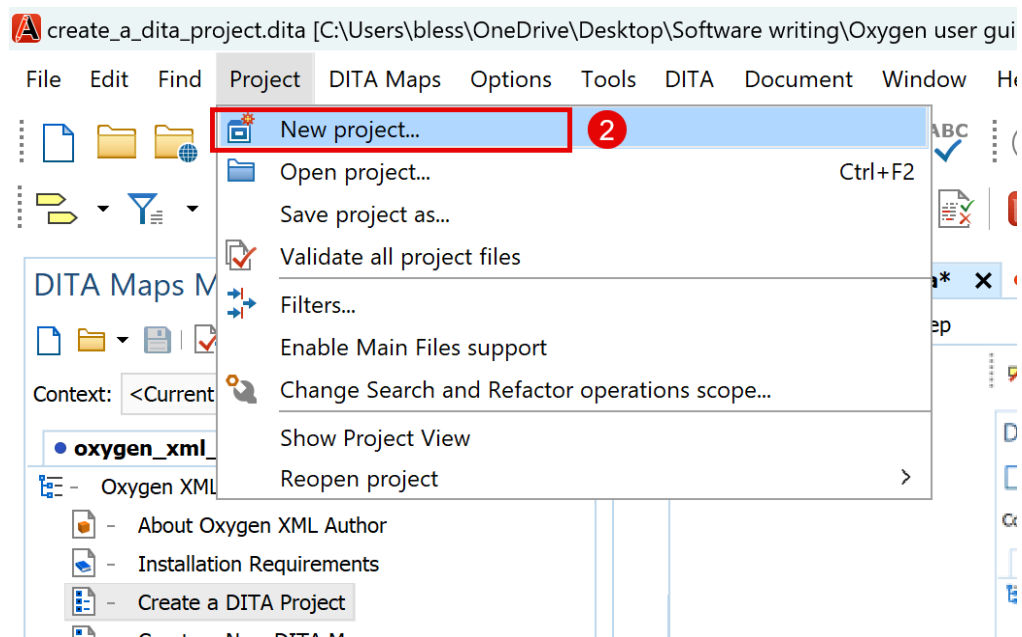 create_a_dita_project.dita [C:\Users\bless\OneDrive\Desktop\Software writing\Oxygen user gui
File Edit Find Project DITA Maps Options Tools DITA Document Window
New project... 2
ABC
Open project... Ctrl+F2
Save project as...
Validate all project files
DITA Maps
Filters...
Enable Main Files support
Context: <Current
Change Search and Refactor operations scope...
Show Project View
oxygen_xml_
Reopen project
Oxygen XML
About Oxygen XML Author
Installation Requirements
Create a DITA Project